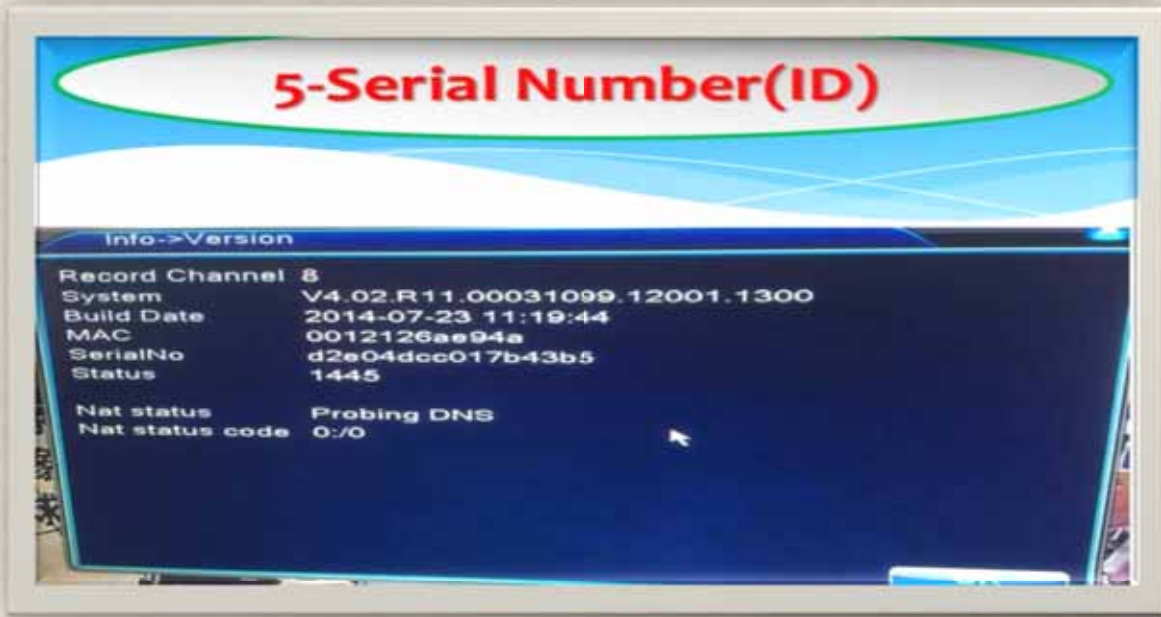 5-Serial Number(ID)
Info->Version
Record Channel 8
System V4.02.R11.00031099.12001.1300
Build Date 2014-07-23 11:19:44
MAC 0012126ae94a
SerialNo d2e04dcc017b43b5
Status 1445
Nat status Probing DNS
Nat status code 0:/0